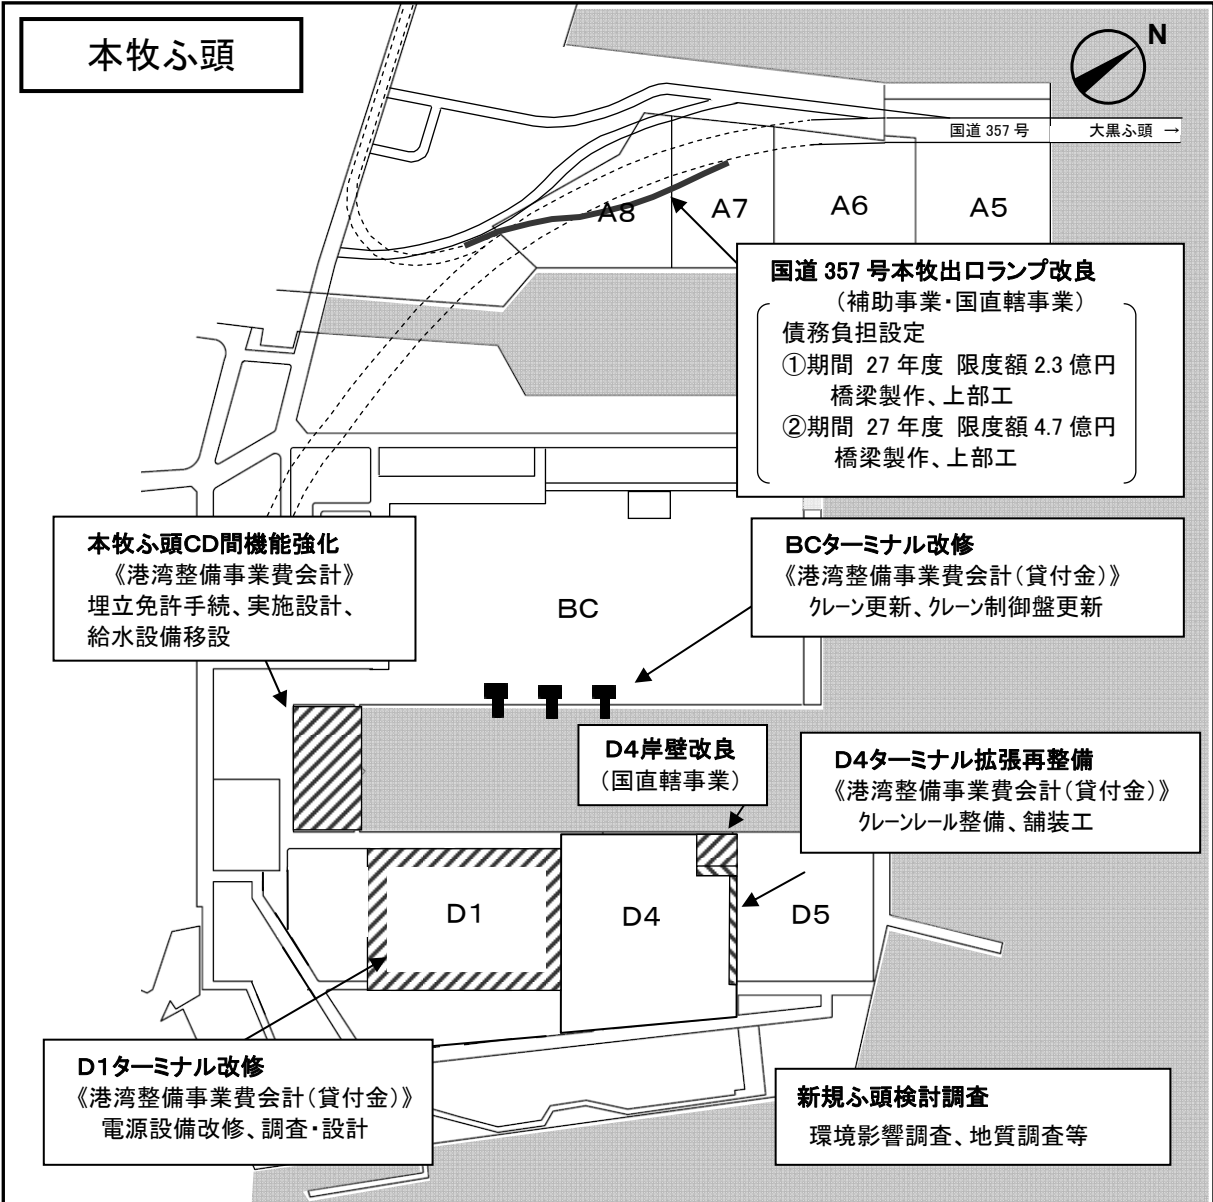 本牧ふ頭
N
国道 357 号
大黒ふ頭 →
A8
A7
A6
A5
国道 357 号本牧出口ランプ改良
(補助事業・国直轄事業)
債務負担設定
①期間 27 年度 限度額 2.3 億円
橋梁製作、上部工
②期間 27 年度 限度額 4.7 億円
橋梁製作、上部工
本牧ふ頭CD間機能強化
《港湾整備事業費会計》
埋立免許手続、実施設計、
給水設備移設
BC
BCターミナル改修
《港湾整備事業費会計(貸付金)》
クレーン更新、クレーン制御盤更新
D4岸壁改良
(国直轄事業)
D4ターミナル拡張再整備
《港湾整備事業費会計(貸付金)》
クレーンレール整備、舗装工
D1
D4
D5
D1ターミナル改修
《港湾整備事業費会計(貸付金)》
電源設備改修、調査・設計
新規ふ頭検討調査
環境影響調査、地質調査等